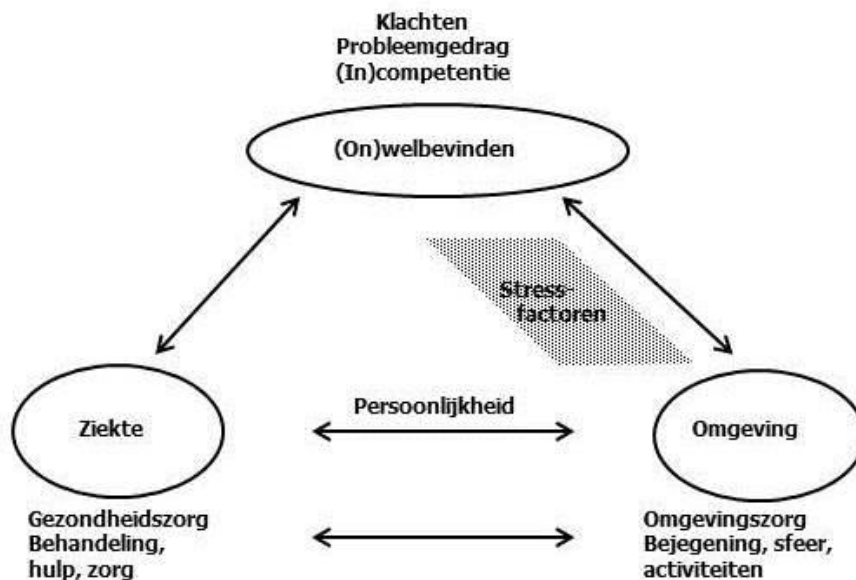 Klachten
Probleemgedrag
(In)competentie
(On)welbevinden
Stress-
factoren
Persoonlijkheid
Ziekte
Omgeving
Gezondheidszorg
Behandeling,
hulp, zorg
Omgevingszorg
Bejegening, sfeer,
activiteiten